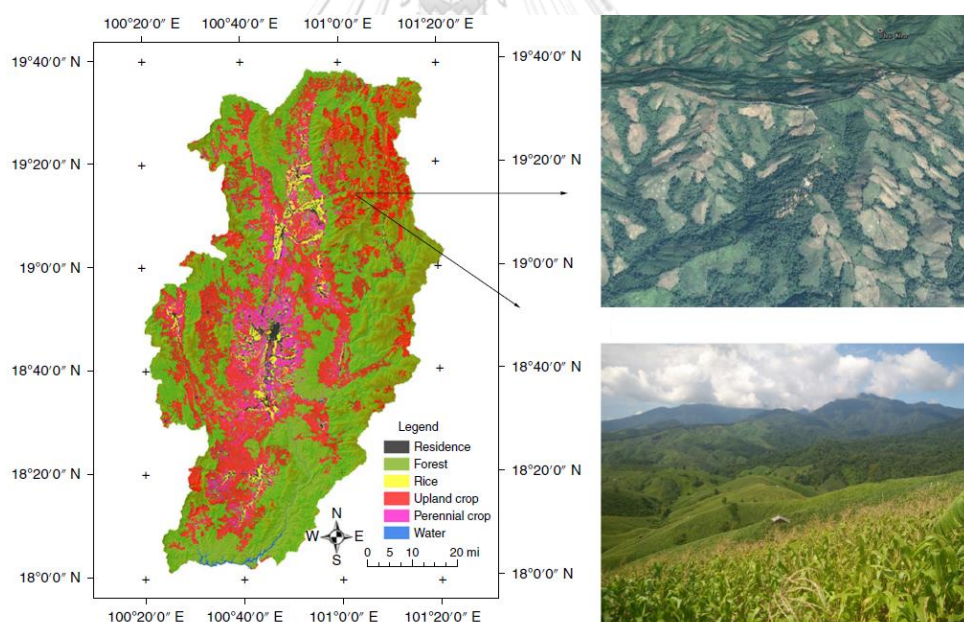 100°20′0″ E 100°40′0″ E 101°0′0″ E 101°20′0″ E
19°40′0″ N 19°40′0″ N
19°20′0″ N 19°20′0″ N
19°0′0″ N 19°0′0″ N
18°40′0″ N 18°40′0″ N
18°20′0″ N 18°20′0″ N
18°0′0″ N 18°0′0″ N
Legend
Residence
Forest
Rice
Upland crop
Perennial crop
Water
N
W E
S
0 5 10 20 mi
100°20′0″ E 100°40′0″ E 101°0′0″ E 101°20′0″ E